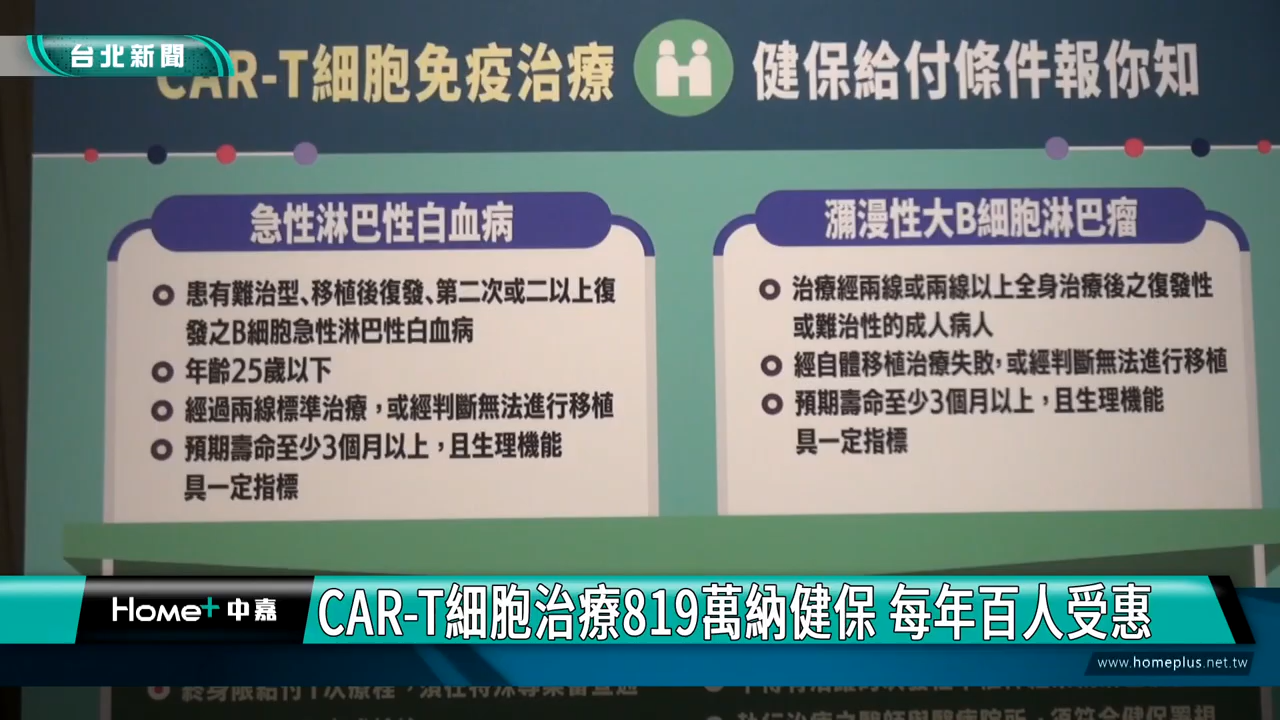 台北新聞
CAR-T細胞免疫治療
健保給付條件報你知
急性淋巴性白血病
患有難治型、移植後復發、第二次或二以上復
發之B細胞急性淋巴性白血病
年齡25歲以下
經過兩線標準治療,或經判斷無法進行移植
預期壽命至少3個月以上,且生理機能
具一定指標
瀰漫性大B細胞淋巴瘤
治療經兩線或兩線以上全身治療後之復發性
或難治性的成人病人
經自體移植治療失敗,或經判斷無法進行移植
預期壽命至少3個月以上,且生理機能
具一定指標
Home+中嘉
CAR-T細胞治療819萬納健保 每年百人受惠
www.homeplus.net.tw
終身限給付1次療程,須